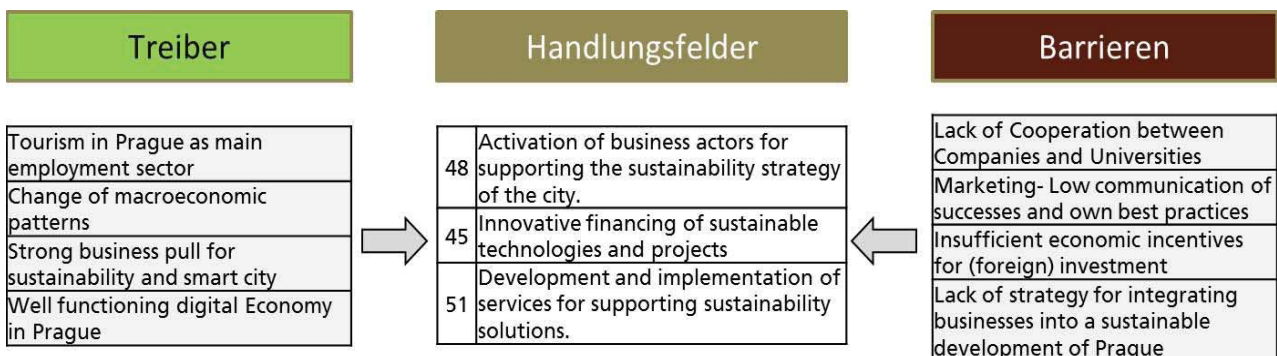 Treiber
Handlungsfelder
Barrieren
Tourism in Prague as main
employment sector
Change of macroeconomic
patterns
Strong business pull for
sustainability and smart city
Well functioning digital Economy
in Prague
48
Activation of business actors for
supporting the sustainability strategy
of the city.
45
Innovative financing of sustainable
technologies and projects
51
Development and implementation of
services for supporting sustainability
solutions.
Lack of Cooperation between
Companies and Universities
Marketing- Low communication of
successes and own best practices
Insufficient economic incentives
for (foreign) investment
Lack of strategy for integrating
businesses into a sustainable
development of Prague